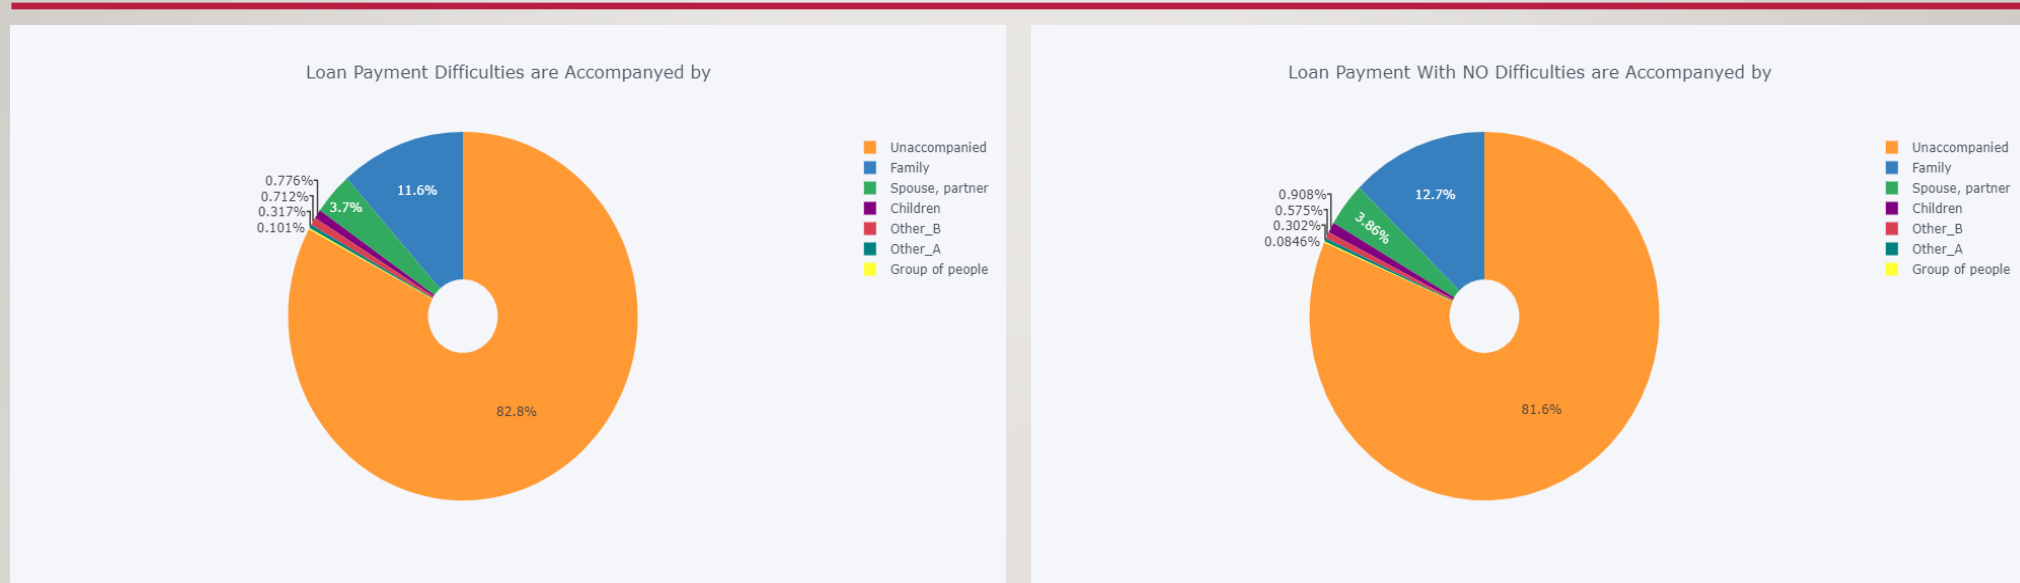 Loan Payment Difficulties are Accompanyed by
11.6%
3.7%
0.776%
0.712%
0.317%
0.101%
82.8%
Unaccompanied
Family
Spouse, partner
Children
Other_B
Other_A
Group of people
Loan Payment With NO Difficulties are Accompanyed by
12.7%
3.86%
0.908%
0.575%
0.302%
0.0846%
81.6%
Unaccompanied
Family
Spouse, partner
Children
Other_B
Other_A
Group of people